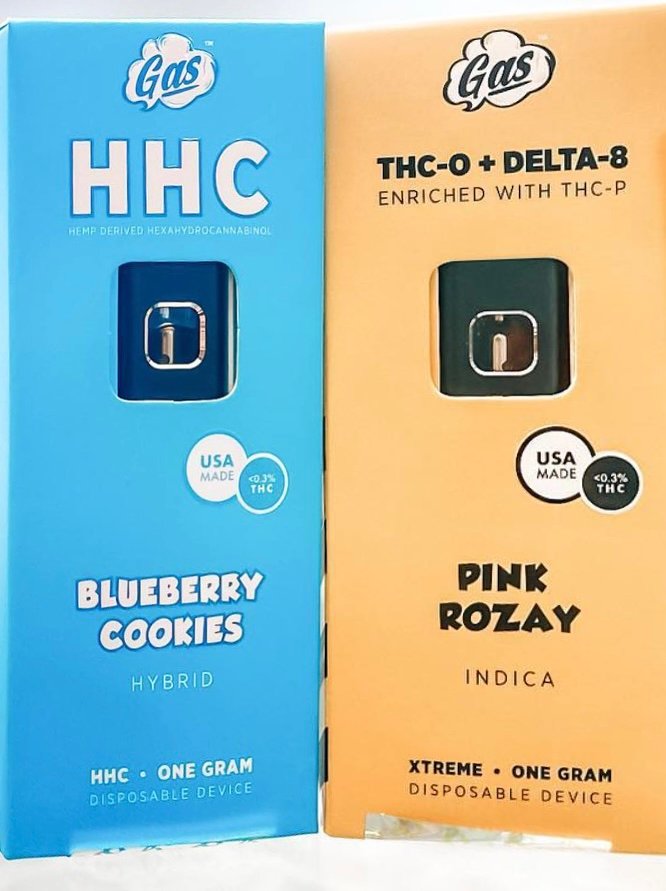 Gas
HHC
HEMP DERIVED HEXAHYDROCANNABINOL
USA
MADE
<0.3%
THC
BLUEBERRY
COOKIES
HYBRID
HHC • ONE GRAM
DISPOSABLE DEVICE
Gas
THC-O + DELTA-8
ENRICHED WITH THC-P
USA
MADE
<0.3%
THC
PINK
ROZAY
INDICA
XTREME • ONE GRAM
DISPOSABLE DEVICE